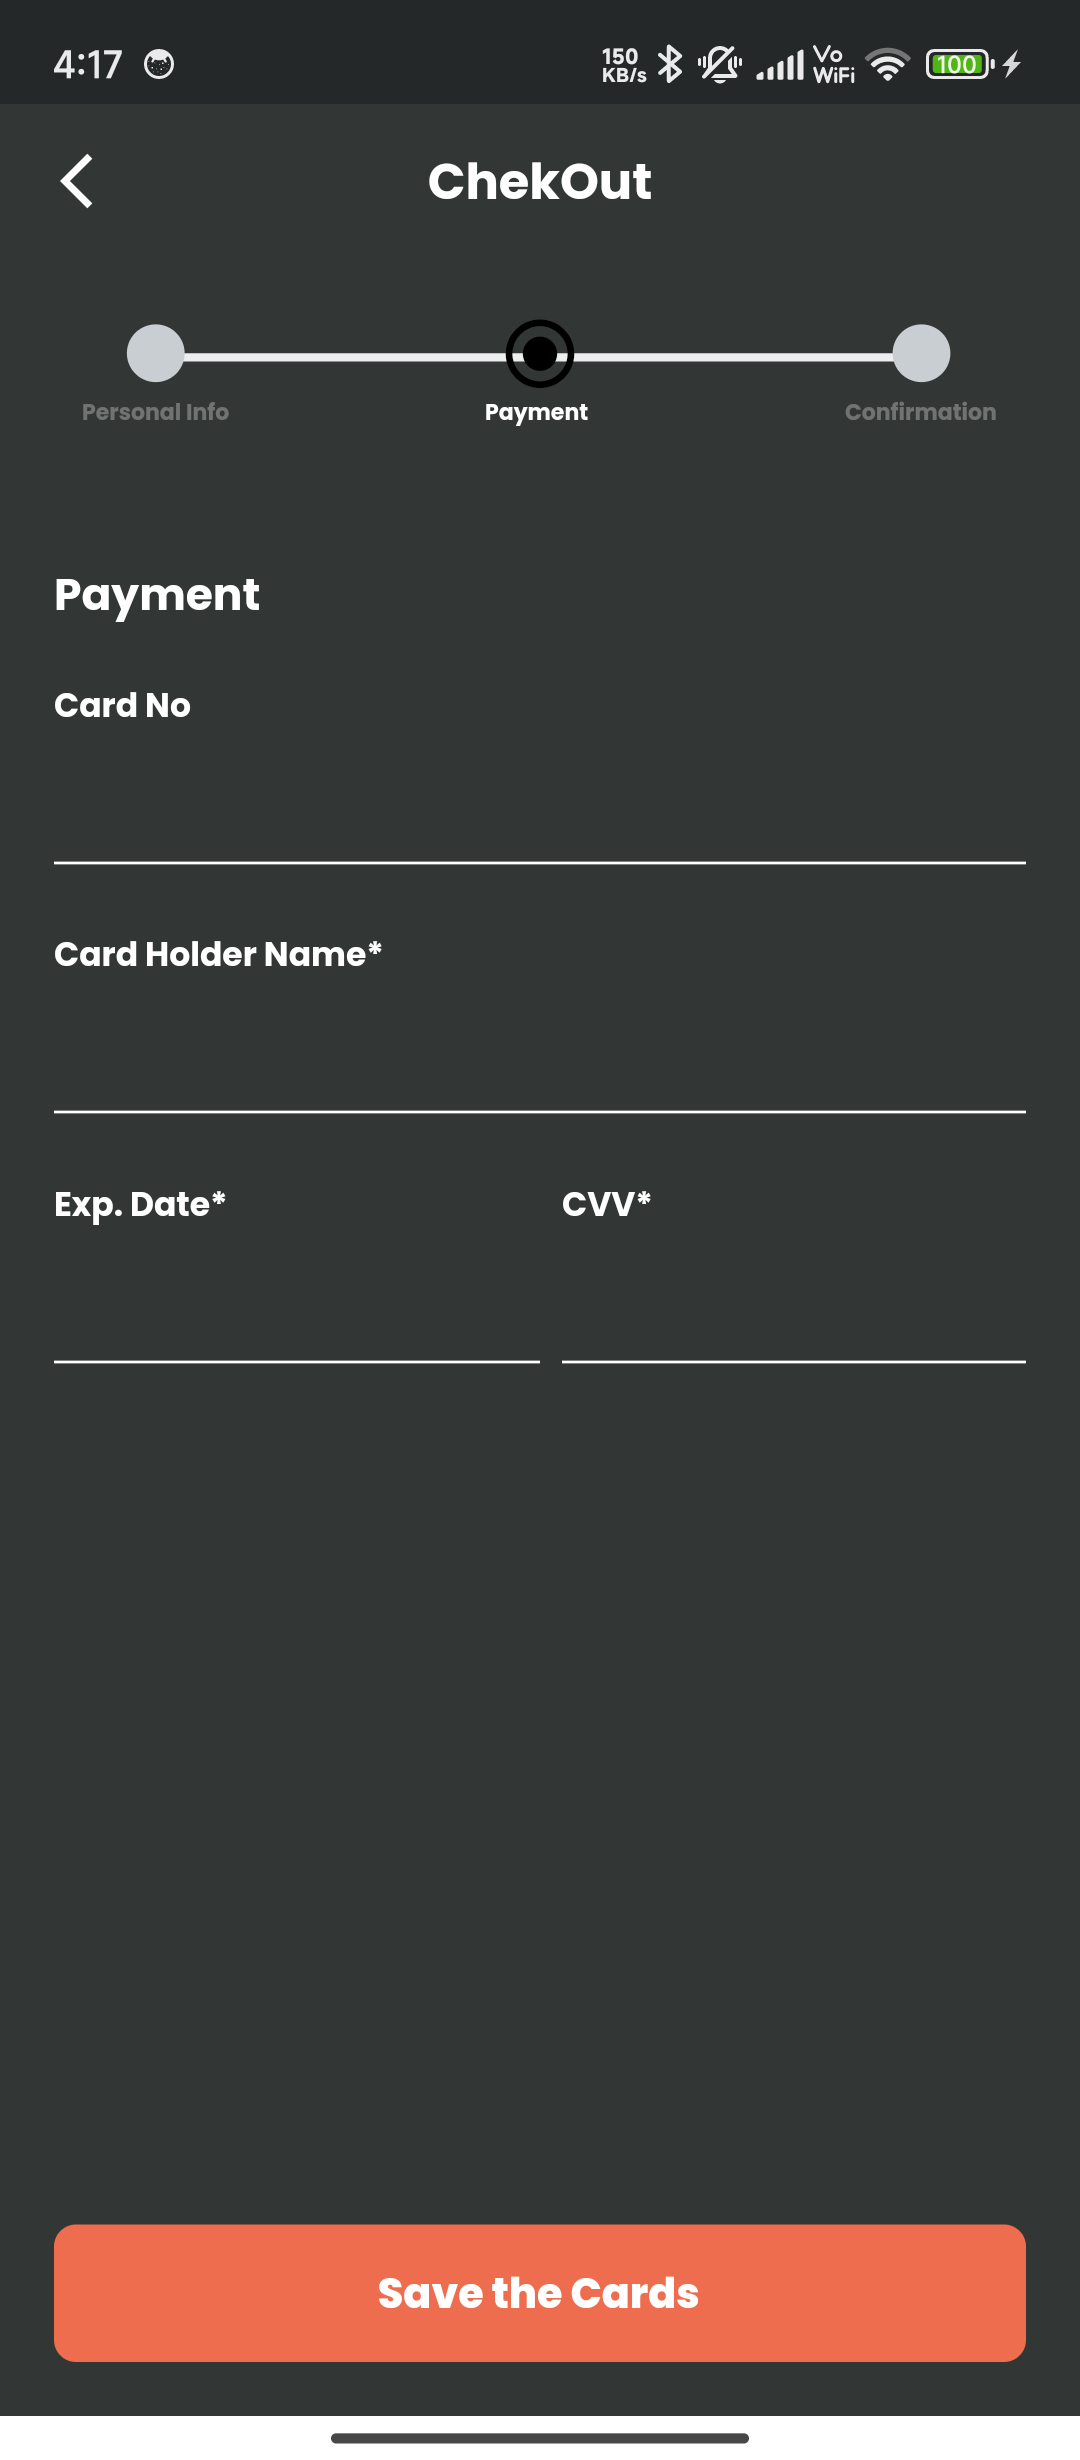 4:17
150 KB/s
Vo WiFi
100
ChekOut
Personal Info
Payment
Confirmation
Payment
Card No
Card Holder Name*
Exp. Date*
CVV*
Save the Cards